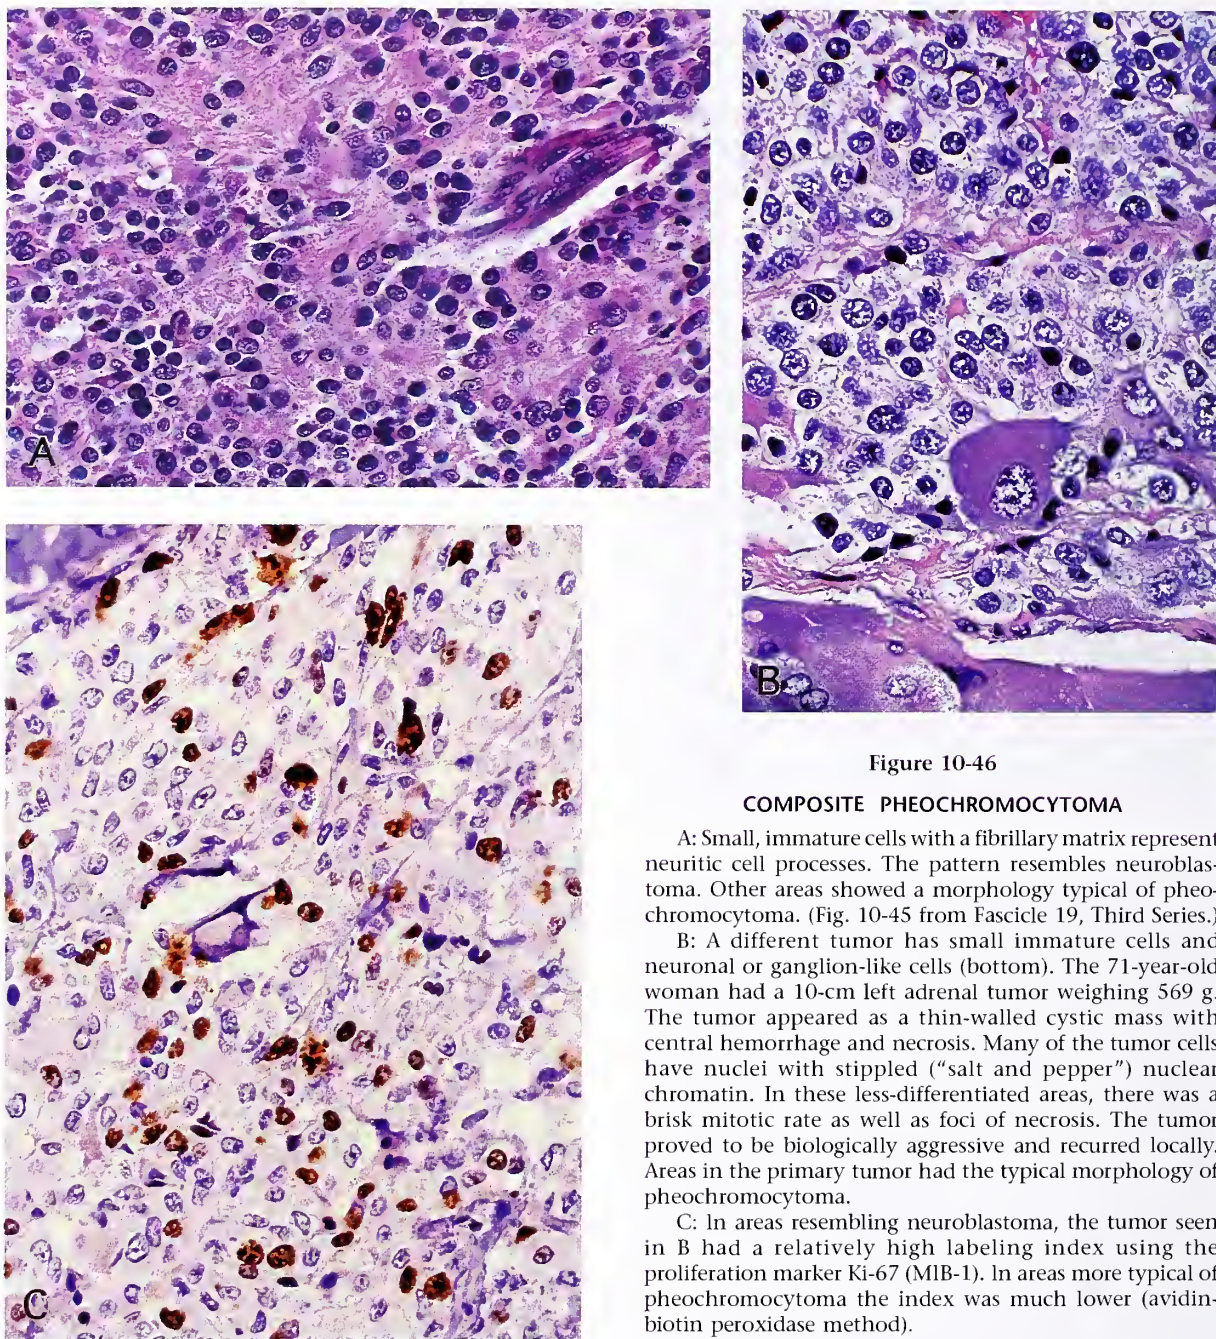 A
B
C
Figure 10-46
COMPOSITE PHEOCHROMOCYTOMA
A: Small, immature cells with a fibrillary matrix represent
neuritic cell processes. The pattern resembles neuroblas-
toma. Other areas showed a morphology typical of pheo-
chromocytoma. (Fig. 10-45 from Fascicle 19, Third Series.)
B: A different tumor has small immature cells and
neuronal or ganglion-like cells (bottom). The 71-year-old
woman had a 10-cm left adrenal tumor weighing 569 g.
The tumor appeared as a thin-walled cystic mass with
central hemorrhage and necrosis. Many of the tumor cells
have nuclei with stippled ("salt and pepper") nuclear
chromatin. In these less-differentiated areas, there was a
brisk mitotic rate as well as foci of necrosis. The tumor
proved to be biologically aggressive and recurred locally.
Areas in the primary tumor had the typical morphology of
pheochromocytoma.
C: In areas resembling neuroblastoma, the tumor seen
in B had a relatively high labeling index using the
proliferation marker Ki-67 (MIB-1). In areas more typical of
pheochromocytoma the index was much lower (avidin-
biotin peroxidase method).